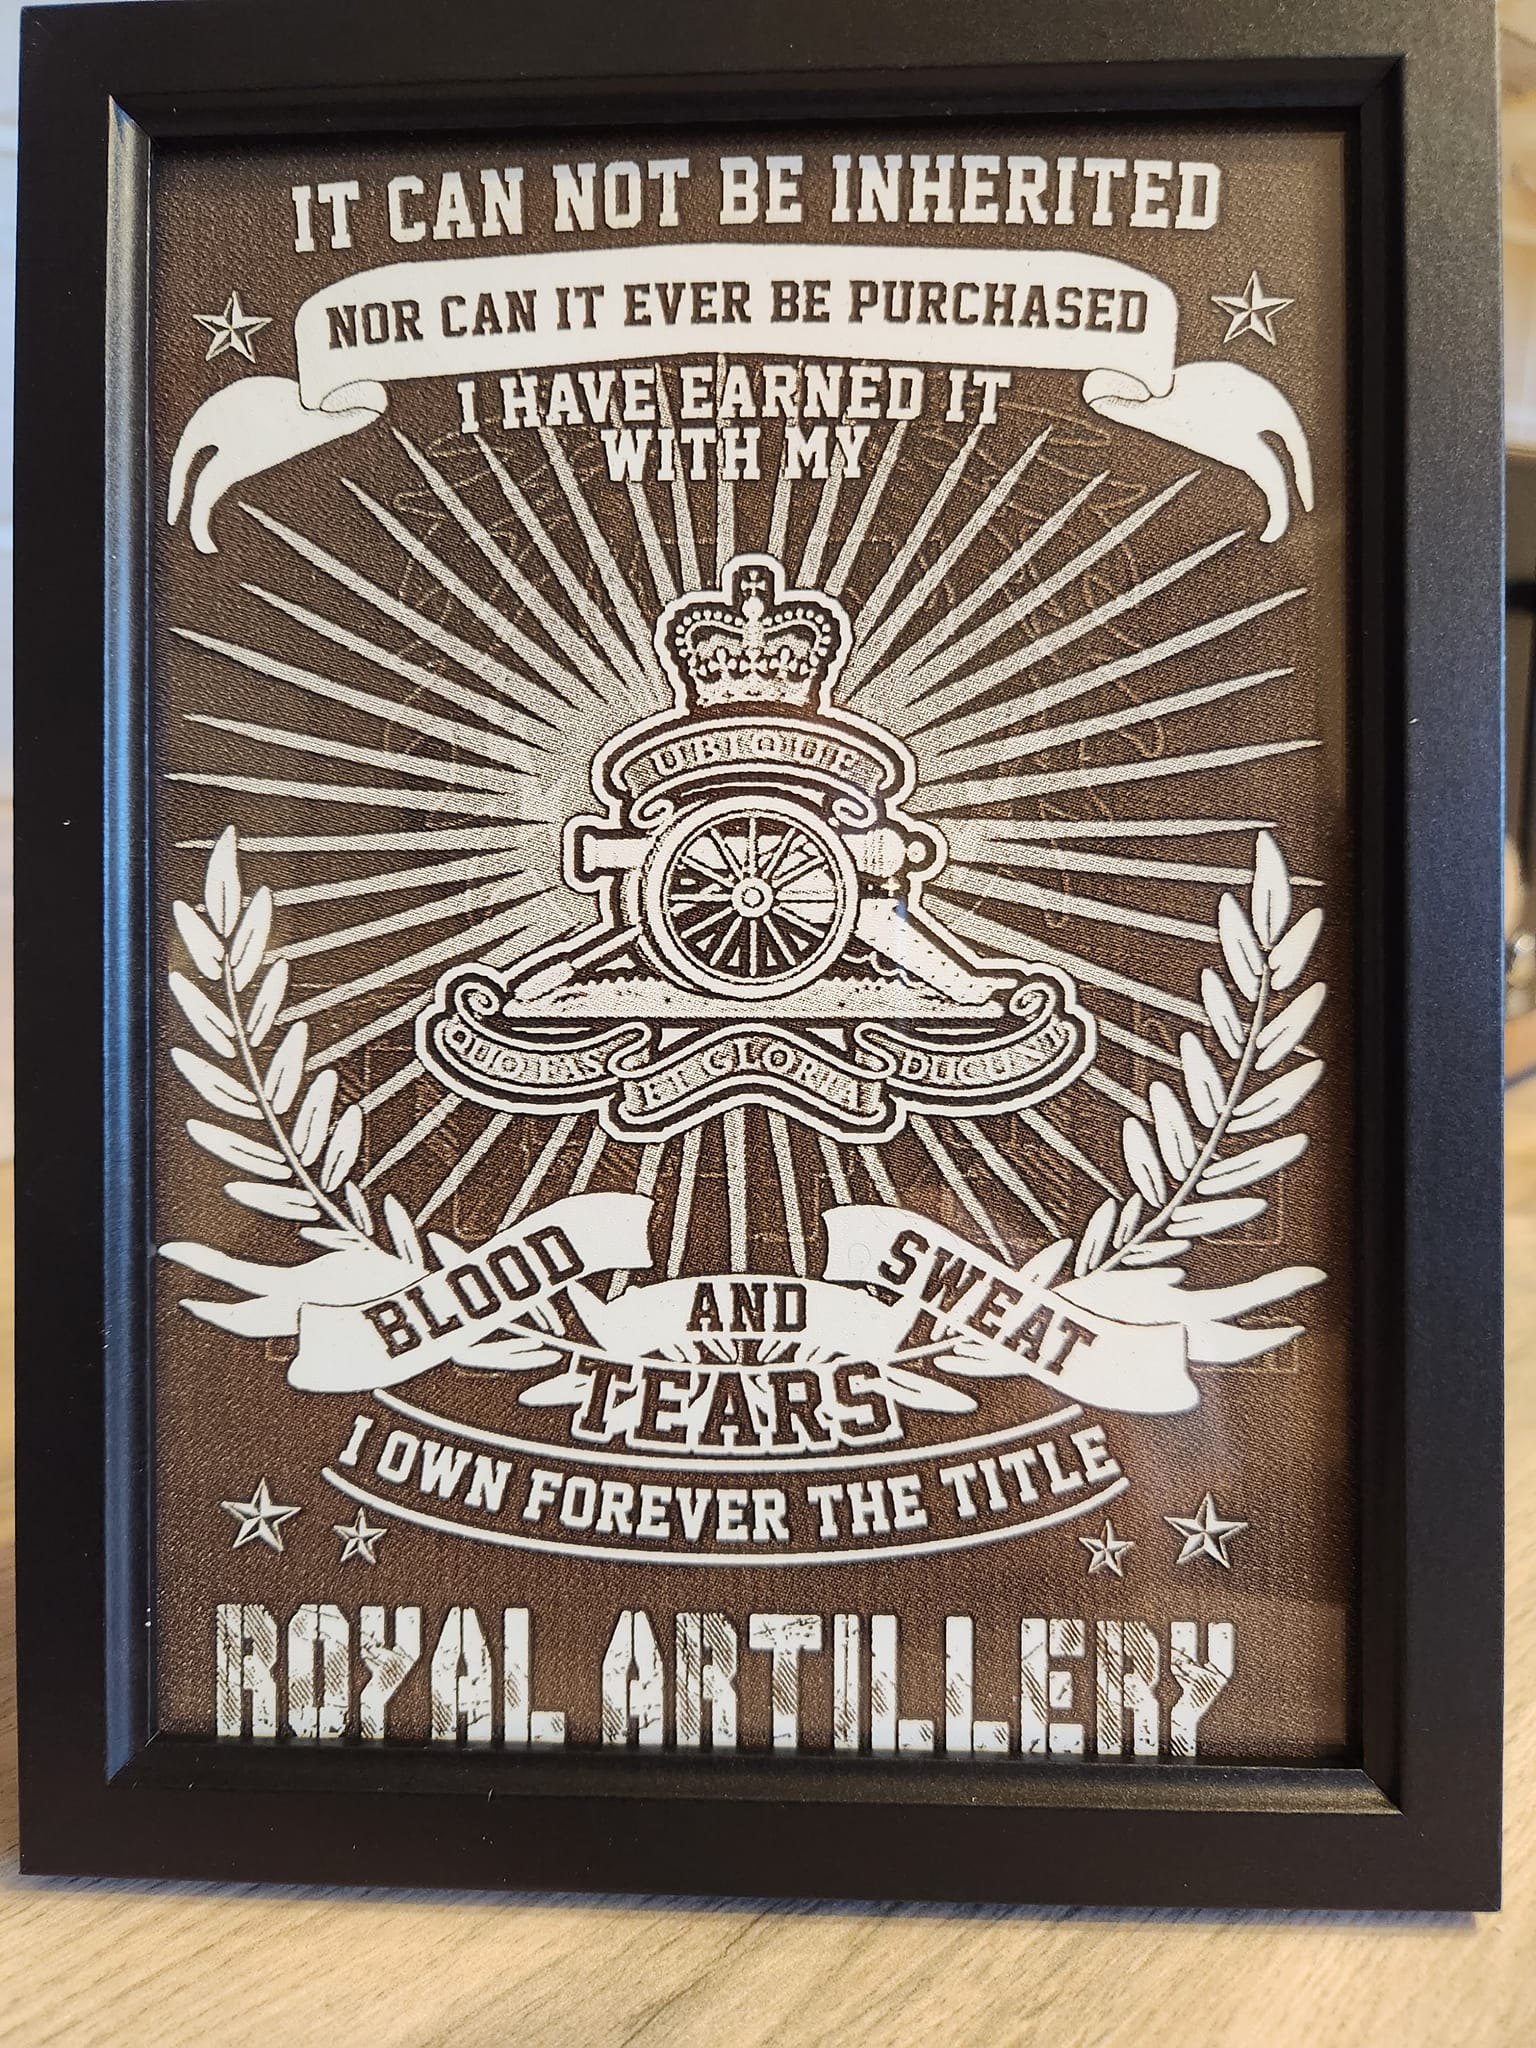 IT CAN NOT BE INHERITED
NOR CAN IT EVER BE PURCHASED
I HAVE EARNED IT
WITH MY
UBIQUE
QUO FAS
ET GLORIA
DUCUNT
BLOOD
SWEAT
AND
TEARS
I OWN FOREVER THE TITLE
ROYAL ARTILLERY